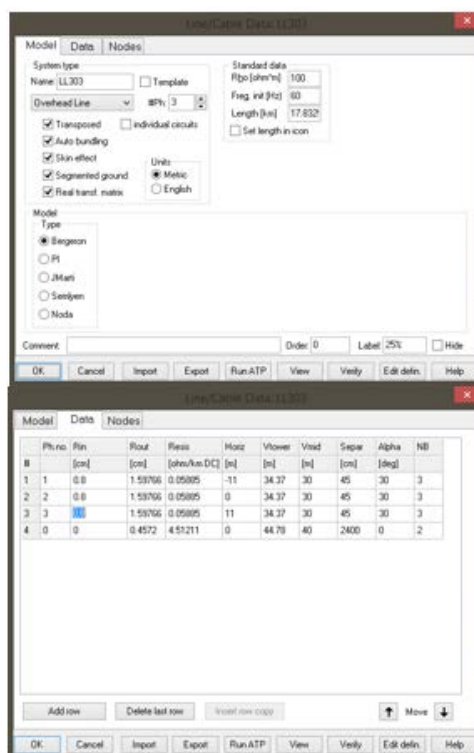 Line/Cable Data: LL303
Model Data Nodes
System type
Name: LL303 Template
Overhead Line #Ph: 3
Transposed individual circuits
Auto bundling
Skin effect
Segmented ground
Real transf. matrix
Units
Metric
English
Standard data
Rho [ohm*m] 100
Freq. init [Hz] 60
Length [km]
Set length in icon
Model
Type
Bergeron
PI
JMarti
Semlyen
Noda
Comment: Order: 0 Label: 25% Hide
OK Cancel Import Export Run ATP View Verify Edit defin. Help
Line/Cable Data: LL303
Model Data Nodes
Ph.no. Rin Rout Resis Horiz Vtower Vmid Separ Alpha NB
# [cm] [cm] [ohm/km DC] [m] [m] [m] [cm] [deg]
1 1 0.8 1.59766 0.05885 -11 34.37 30 45 30 3
2 2 0.8 1.59766 0.05885 0 34.37 30 45 30 3
3 3 0.8 1.59766 0.05885 11 34.37 30 45 30 3
4 0 0 0.4572 4.51211 0 44.78 40 2400 0 2
Add row Delete last row Insert row copy Move
OK Cancel Import Export Run ATP View Verify Edit defin. Help